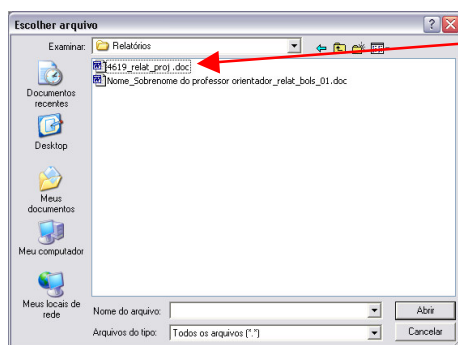 Escolher arquivo
Examinar: Relatórios
4619_relat_proj .doc
Nome_Sobrenome do professor orientador_relat_bols_01.doc
Documentos
recentes
Desktop
Meus
documentos
Meu computador
Meus locais de
rede
Nome do arquivo:
Abrir
Arquivos do tipo: Todos os arquivos (*.*)
Cancelar